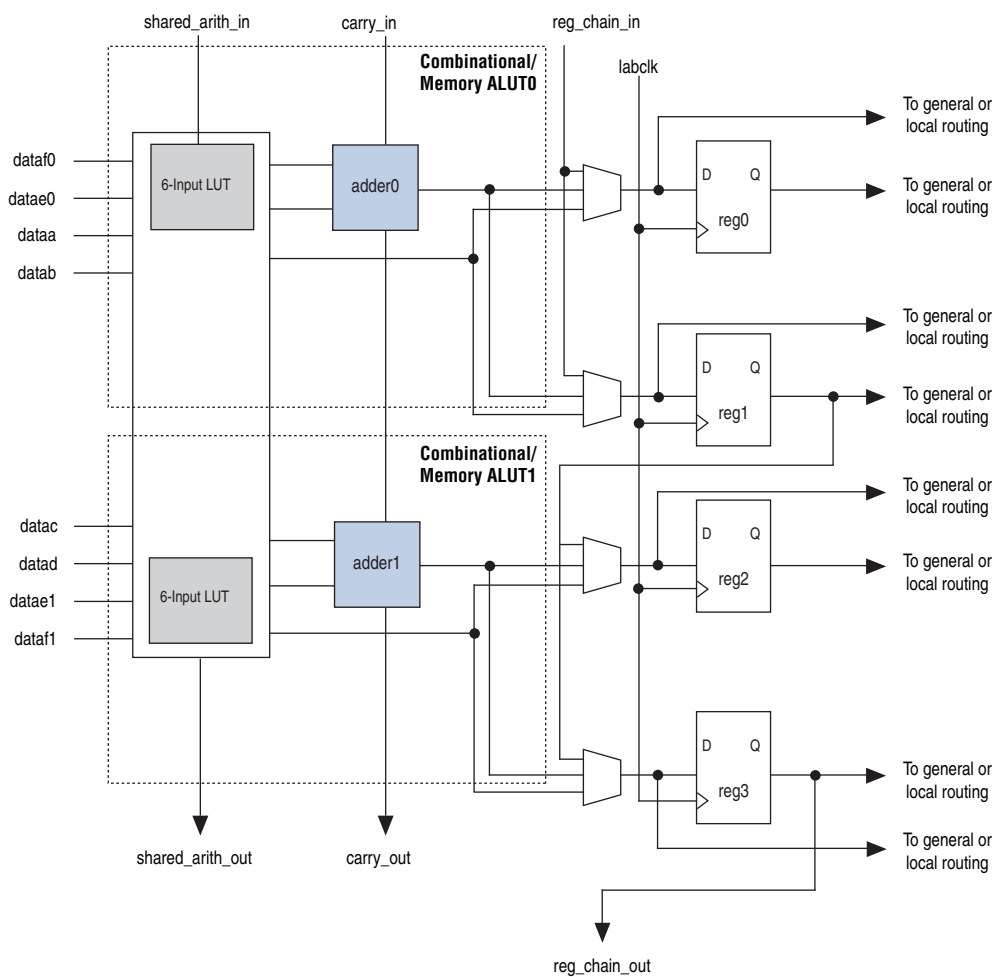 shared_arith_in
carry_in
reg_chain_in
labclk
Combinational/
Memory ALUT0
dataf0
datae0
dataa
datab
6-Input LUT
adder0
D Q
reg0
To general or
local routing
To general or
local routing
D Q
reg1
To general or
local routing
To general or
local routing
Combinational/
Memory ALUT1
datac
datad
datae1
dataf1
6-Input LUT
adder1
D Q
reg2
To general or
local routing
To general or
local routing
D Q
reg3
To general or
local routing
To general or
local routing
shared_arith_out
carry_out
reg_chain_out